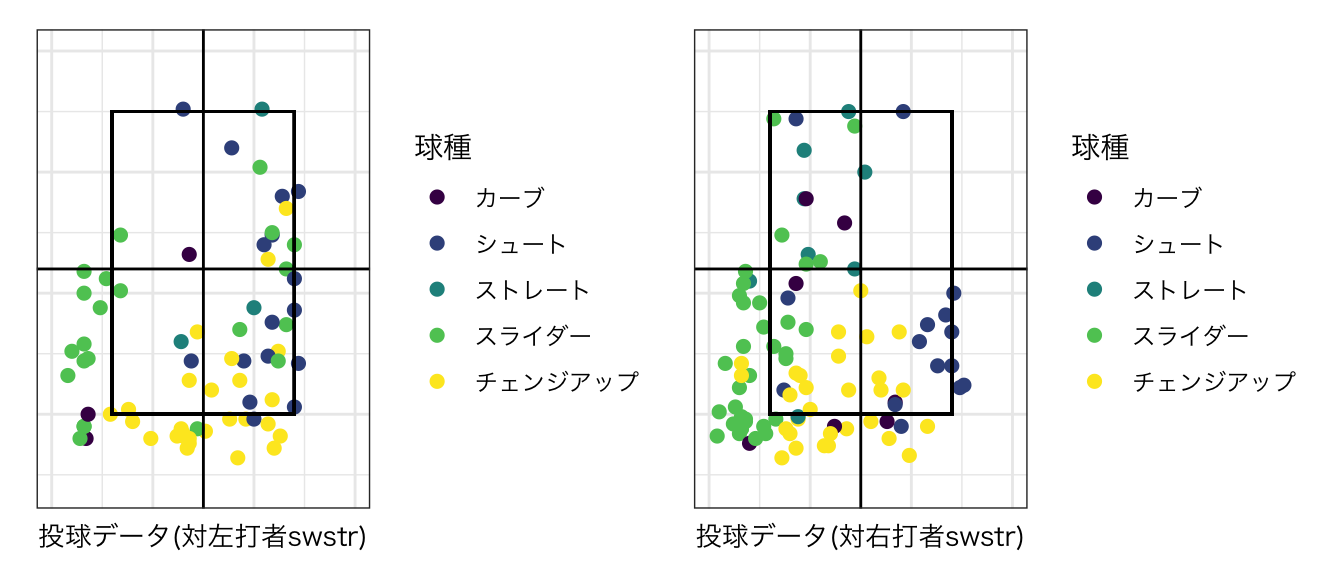 球種
カーブ
シュート
ストレート
スライダー
チェンジアップ
投球データ(対左打者swstr)
球種
カーブ
シュート
ストレート
スライダー
チェンジアップ
投球データ(対右打者swstr)